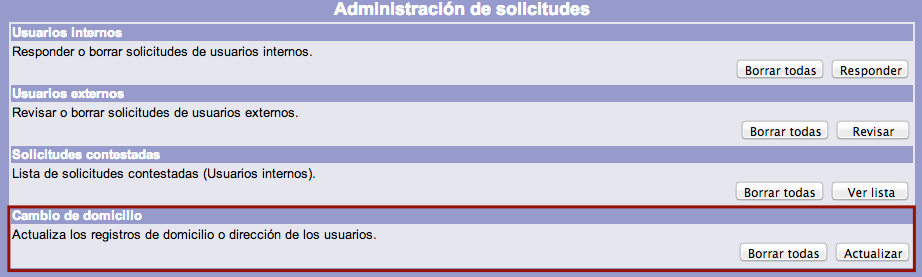 Administración de solicitudes
Usuarios internos
Responder o borrar solicitudes de usuarios internos.
Borrar todas Responder
Usuarios externos
Revisar o borrar solicitudes de usuarios externos.
Borrar todas Revisar
Solicitudes contestadas
Lista de solicitudes contestadas (Usuarios internos).
Borrar todas Ver lista
Cambio de domicilio
Actualiza los registros de domicilio o dirección de los usuarios.
Borrar todas Actualizar